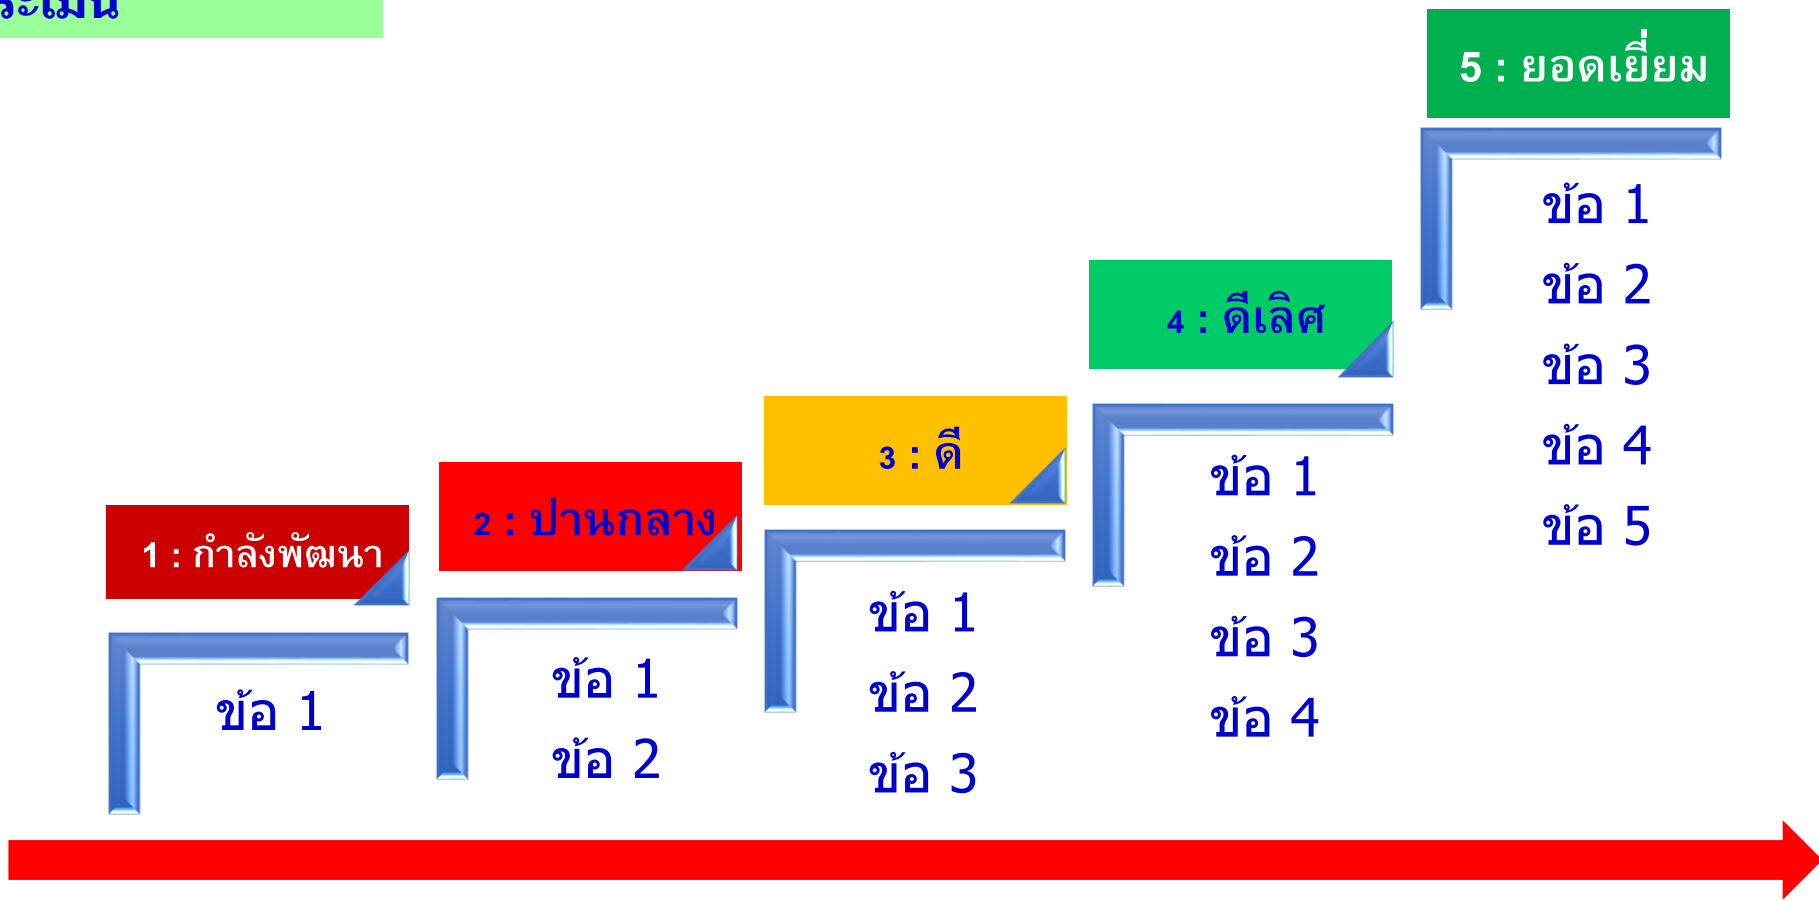 1 : กำลังพัฒนา
ข้อ 1
2 : ปานกลาง
ข้อ 1
ข้อ 2
3 : ดี
ข้อ 1
ข้อ 2
ข้อ 3
4 : ดีเลิศ
ข้อ 1
ข้อ 2
ข้อ 3
ข้อ 4
5 : ยอดเยี่ยม
ข้อ 1
ข้อ 2
ข้อ 3
ข้อ 4
ข้อ 5